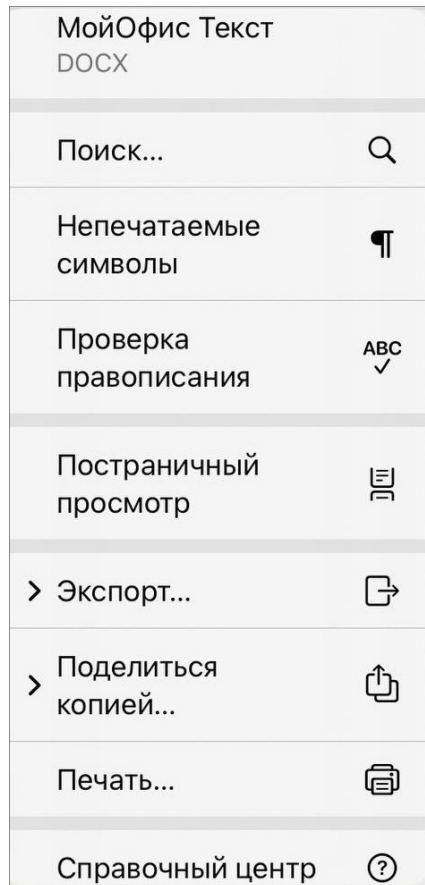 МойОфис Текст
DOCX
Поиск...
Непечатаемые
символы
¶
Проверка
правописания
ABC
Постраничный
просмотр
Экспорт...
Поделиться
копией...
Печать...
Справочный центр